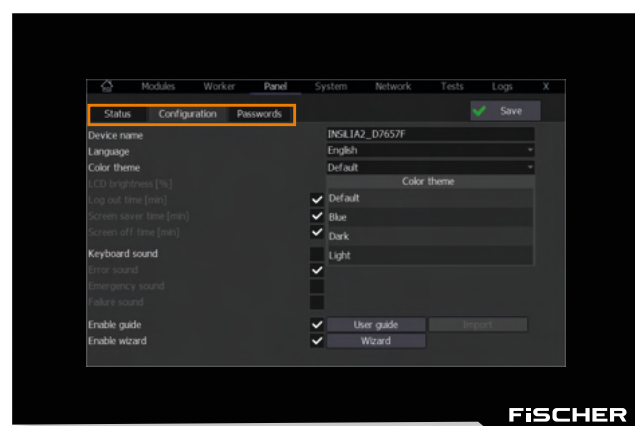 Modules Worker Panel System Network Tests Logs X
Status Configuration Passwords Save
Device name INSiLIA2_D7657F
Language English
Color theme Default
LCD brightness [%] Color theme
Log out time [min] Default
Screen saver time [min] Blue
Screen off time [min] Dark
Keyboard sound Light
Error sound
Emergency sound
Failure sound
Enable guide User guide Import
Enable wizard Wizard
FiSCHER